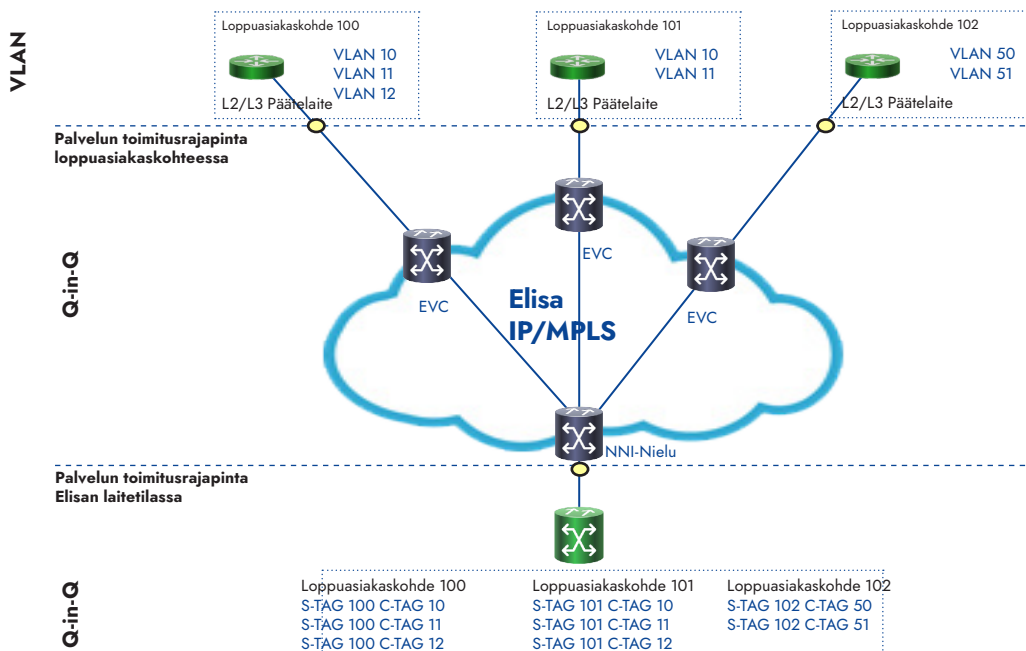 VLAN
Loppuasiakaskohde 100
VLAN 10
VLAN 11
VLAN 12
L2/L3 Päätelaite
Loppuasiakaskohde 101
VLAN 10
VLAN 11
L2/L3 Päätelaite
Loppuasiakaskohde 102
VLAN 50
VLAN 51
L2/L3 Päätelaite
Palvelun toimitusrajapinta
loppuasiakaskohteessa
Q-in-Q
EVC
EVC
EVC
Elisa
IP/MPLS
NNI-Nielu
Palvelun toimitusrajapinta
Elisan laitetilassa
Q-in-Q
Loppuasiakaskohde 100
S-TAG 100 C-TAG 10
S-TAG 100 C-TAG 11
S-TAG 100 C-TAG 12
Loppuasiakaskohde 101
S-TAG 101 C-TAG 10
S-TAG 101 C-TAG 11
S-TAG 101 C-TAG 12
Loppuasiakaskohde 102
S-TAG 102 C-TAG 50
S-TAG 102 C-TAG 51